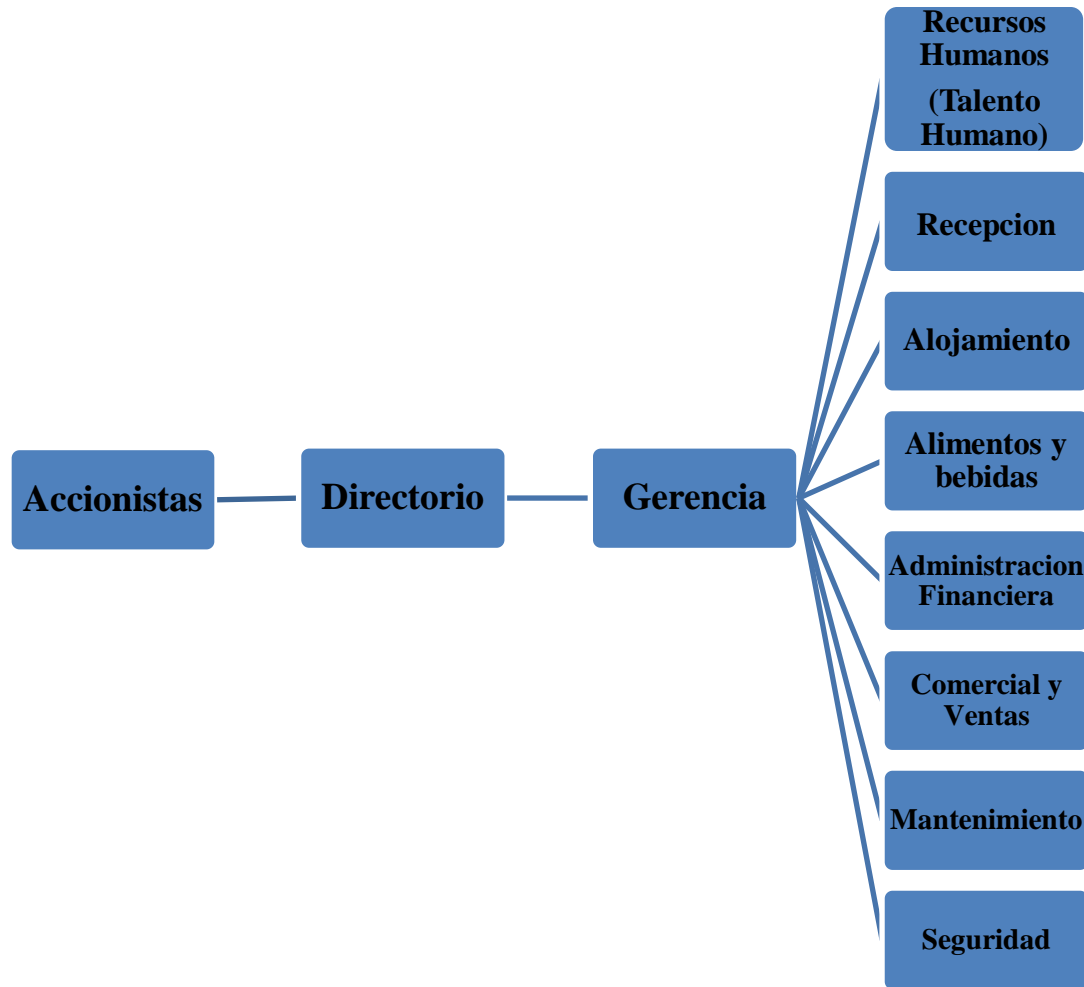 Recursos
Humanos
(Talento
Humano)
Recepcion
Alojamiento
Alimentos y
bebidas
Accionistas
Directorio
Gerencia
Administracion
Financiera
Comercial y
Ventas
Mantenimiento
Seguridad